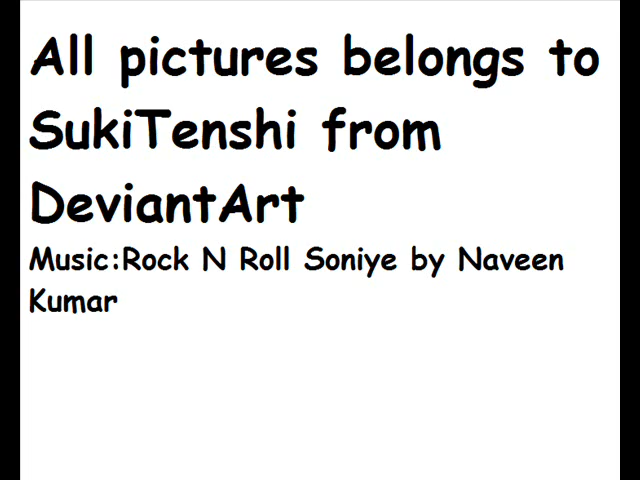 All pictures belongs to
SukiTenshi from
DeviantArt
Music:Rock N Roll Soniye by Naveen
Kumar